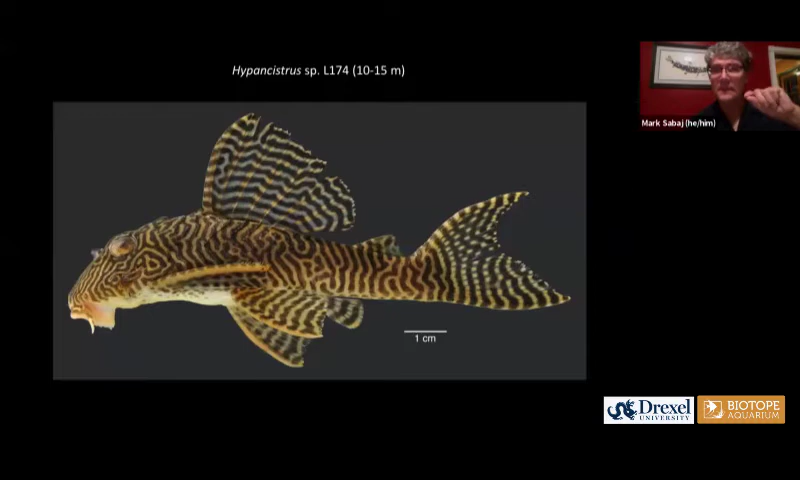 Hypancistrus sp. L174 (10-15 m)
Mark Sabaj (he/him)
1 cm
Drexel
UNIVERSITY
BIOTOPE
AQUARIUM